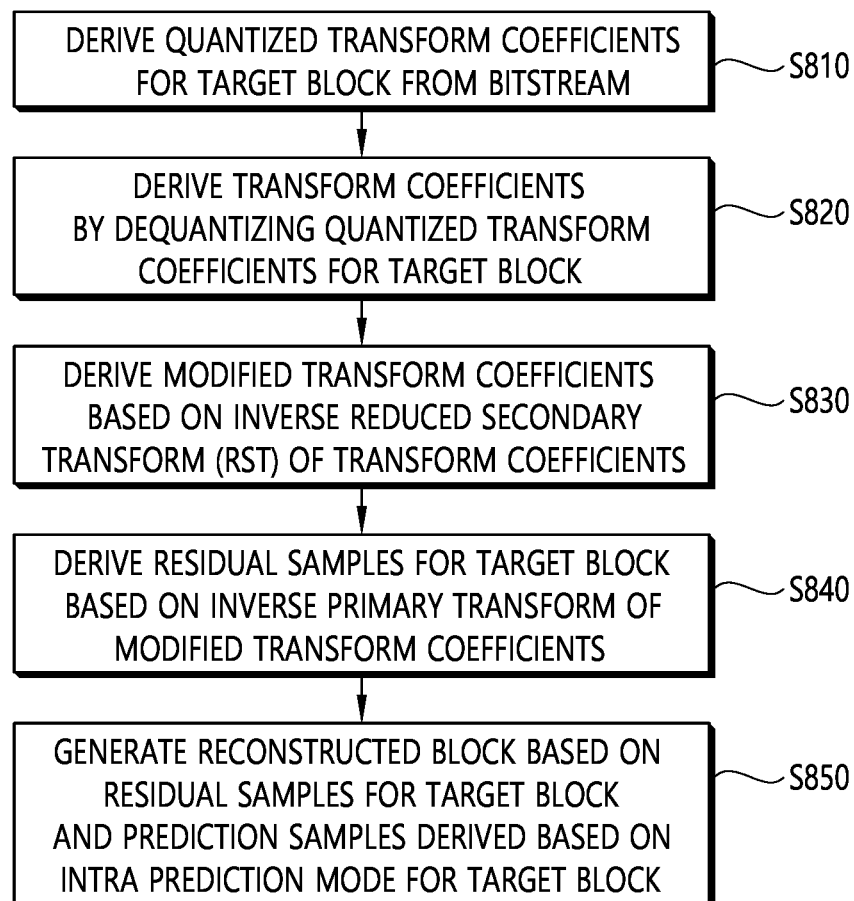 DERIVE QUANTIZED TRANSFORM COEFFICIENTS
FOR TARGET BLOCK FROM BITSTREAM
S810
DERIVE TRANSFORM COEFFICIENTS
BY DEQUANTIZING QUANTIZED TRANSFORM
COEFFICIENTS FOR TARGET BLOCK
S820
DERIVE MODIFIED TRANSFORM COEFFICIENTS
BASED ON INVERSE REDUCED SECONDARY
TRANSFORM (RST) OF TRANSFORM COEFFICIENTS
S830
DERIVE RESIDUAL SAMPLES FOR TARGET BLOCK
BASED ON INVERSE PRIMARY TRANSFORM OF
MODIFIED TRANSFORM COEFFICIENTS
S840
GENERATE RECONSTRUCTED BLOCK BASED ON
RESIDUAL SAMPLES FOR TARGET BLOCK
AND PREDICTION SAMPLES DERIVED BASED ON
INTRA PREDICTION MODE FOR TARGET BLOCK
S850